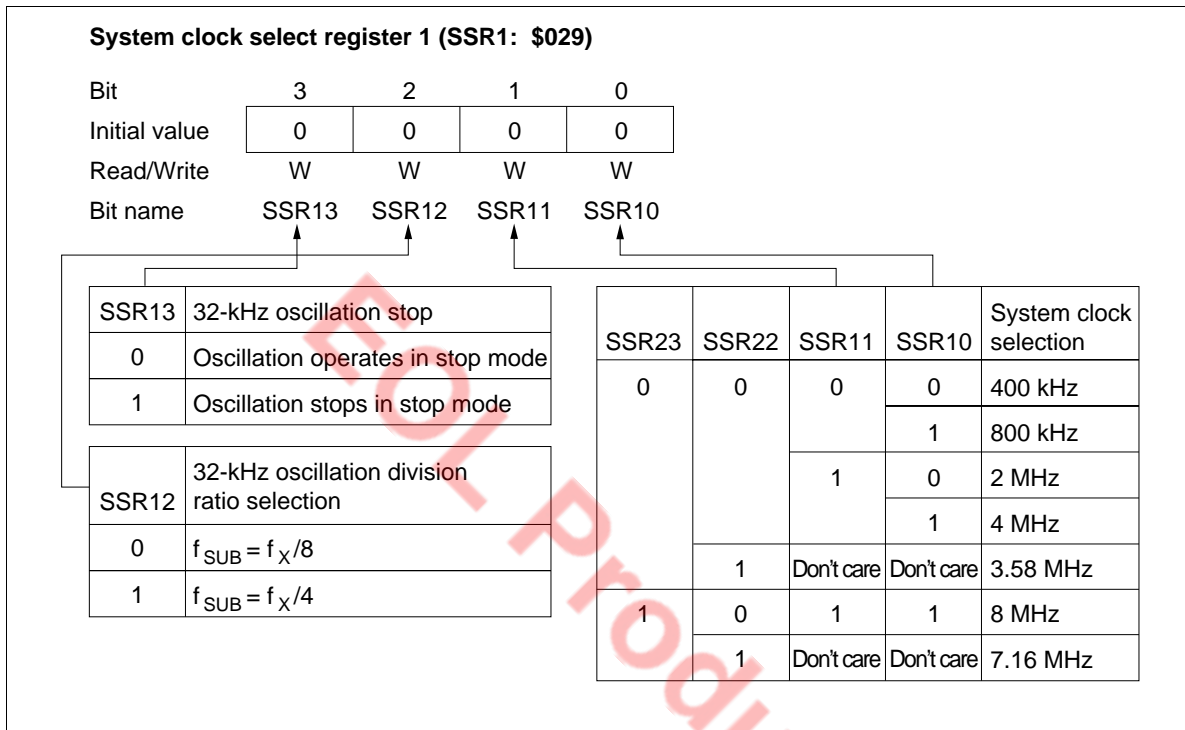 System clock select register 1 (SSR1: $029)
Bit 3 2 1 0
Initial value 0 0 0 0
Read/Write W W W W
Bit name SSR13 SSR12 SSR11 SSR10
SSR13 32-kHz oscillation stop
0 Oscillation operates in stop mode
1 Oscillation stops in stop mode
SSR12 32-kHz oscillation division
ratio selection
0 fSUB = fX/8
1 fSUB = fX/4
SSR23 SSR22 SSR11 SSR10 System clock
selection
0 0 0 0 400 kHz
1 800 kHz
1 0 2 MHz
1 4 MHz
1 Don't care Don't care 3.58 MHz
1 0 1 1 8 MHz
1 Don't care Don't care 7.16 MHz
EOL Produ